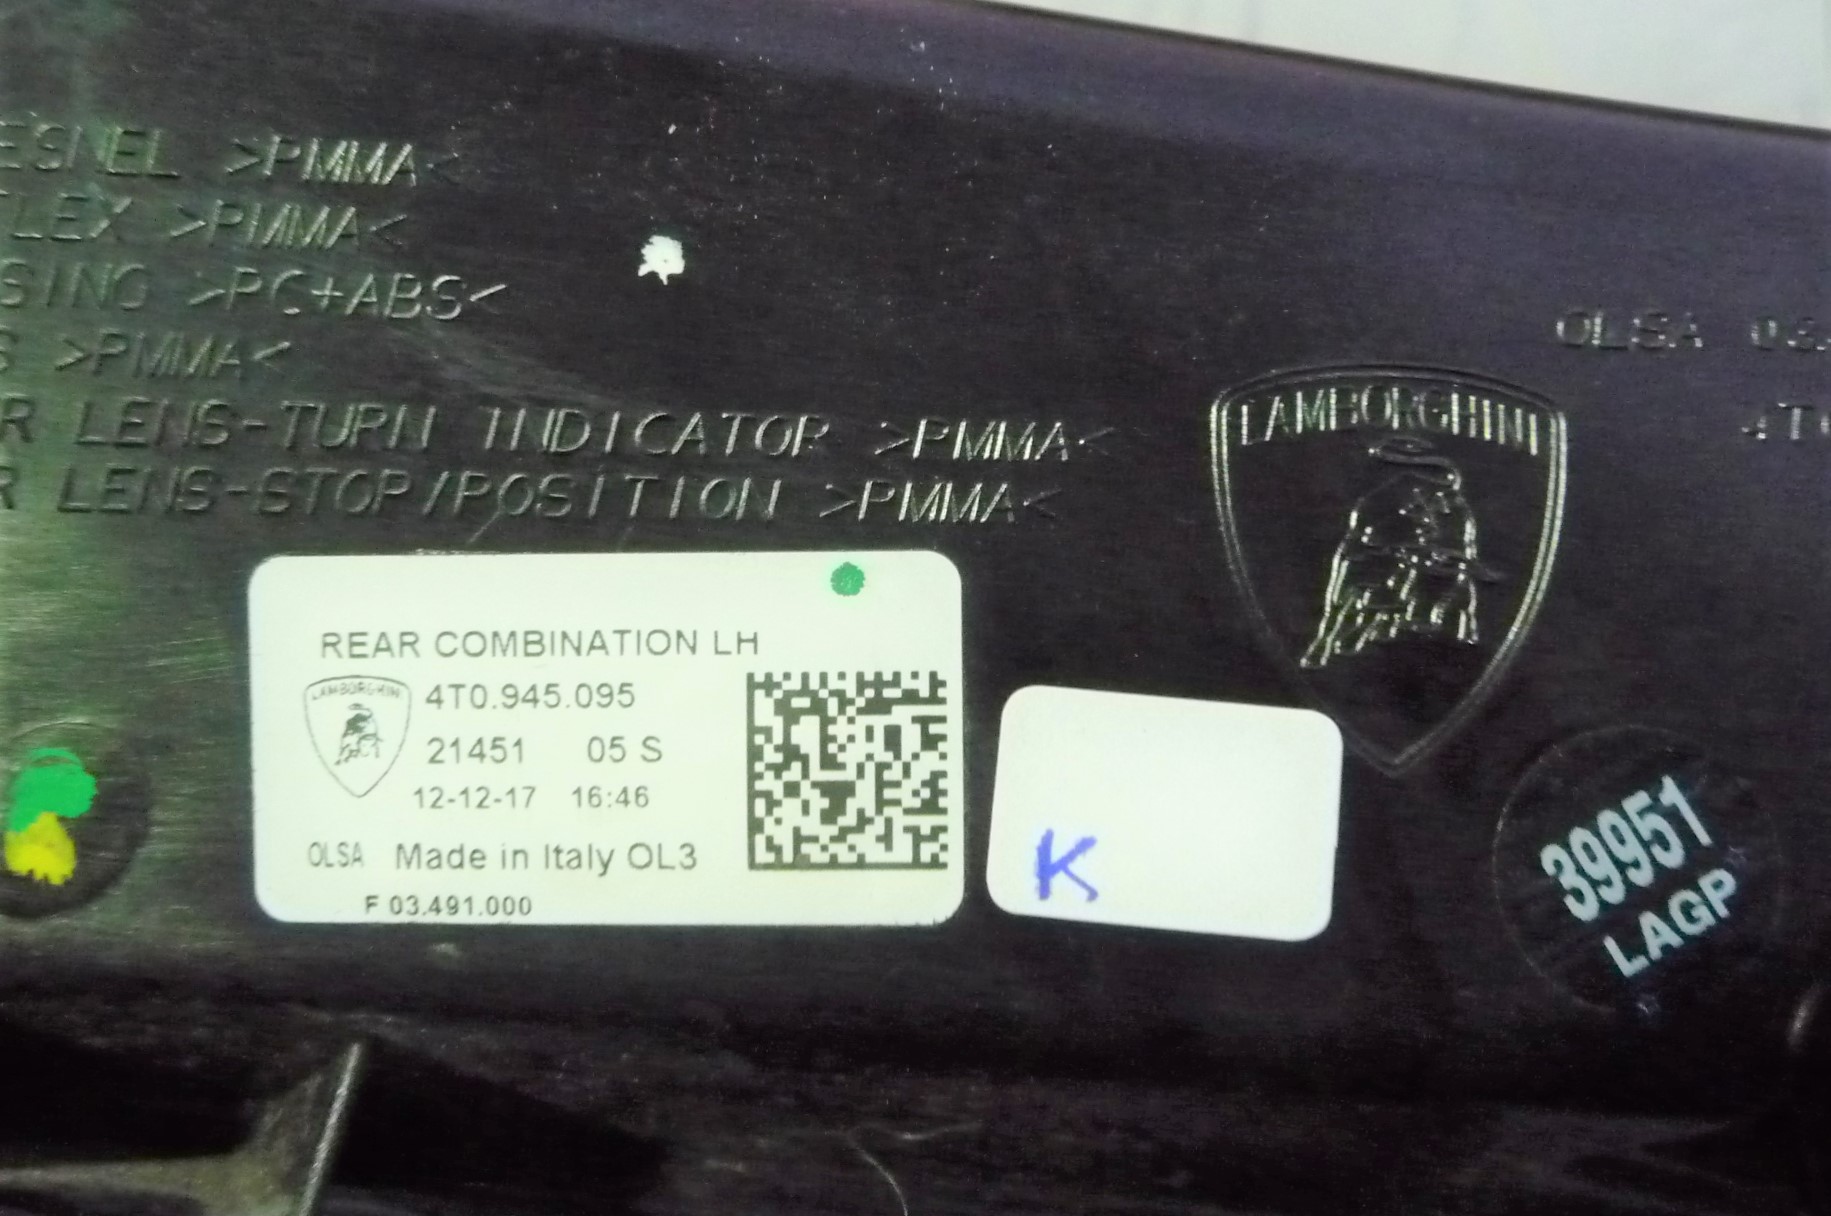 >PMMA<
LEX >PMMA<
SING >PC+ABS<
S >PMMA<
R LENS-TURN INDICATOR >PMMA<
R LENS-STOP/POSITION >PMMA<
OLSA
LAMBORGHINI
REAR COMBINATION LH
LAMBORGHINI
4T0.945.095
21451 05 S
12-12-17 16:46
OLSA Made in Italy OL3
F 03.491.000
K
39951
LAGP